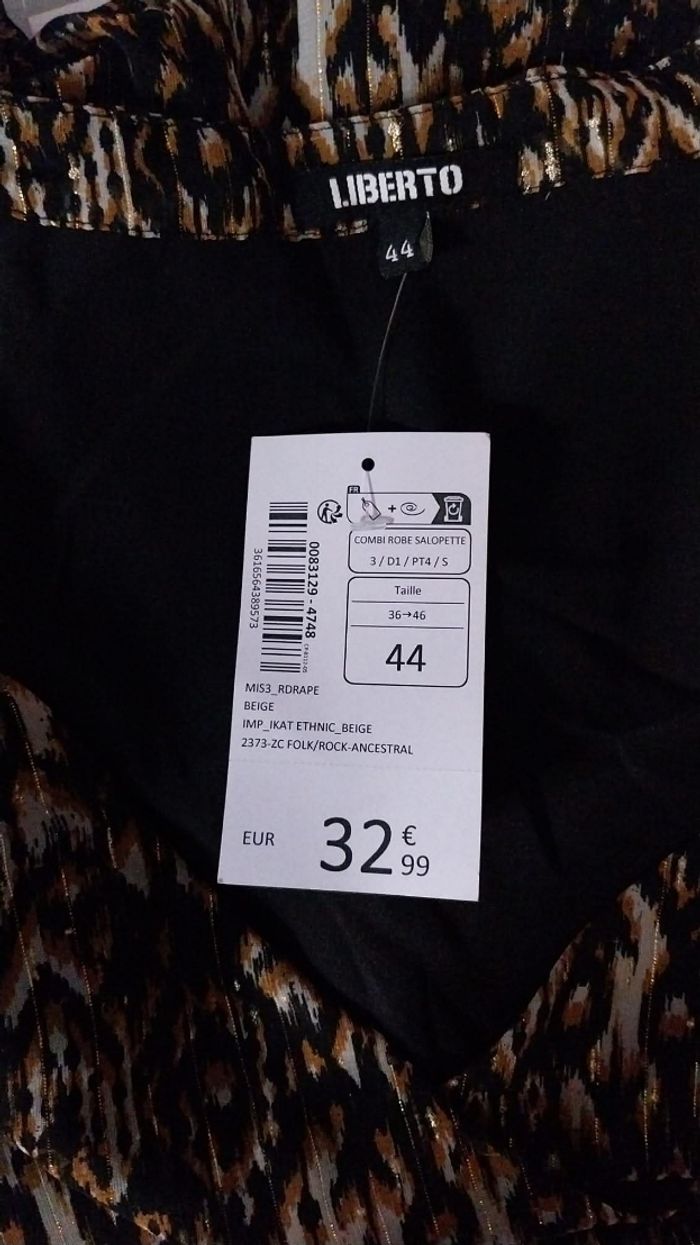 LIBERTO
44
FR
+
COMBI ROBE SALOPETTE
3 / D1 / PT4 / S
Taille
36→46
44
0083129 - 4748
3616564389573
MIS3_RDRAPE
BEIGE
IMP_IKAT ETHNIC_BEIGE
2373-ZC FOLK/ROCK-ANCESTRAL
EUR
32 € 99